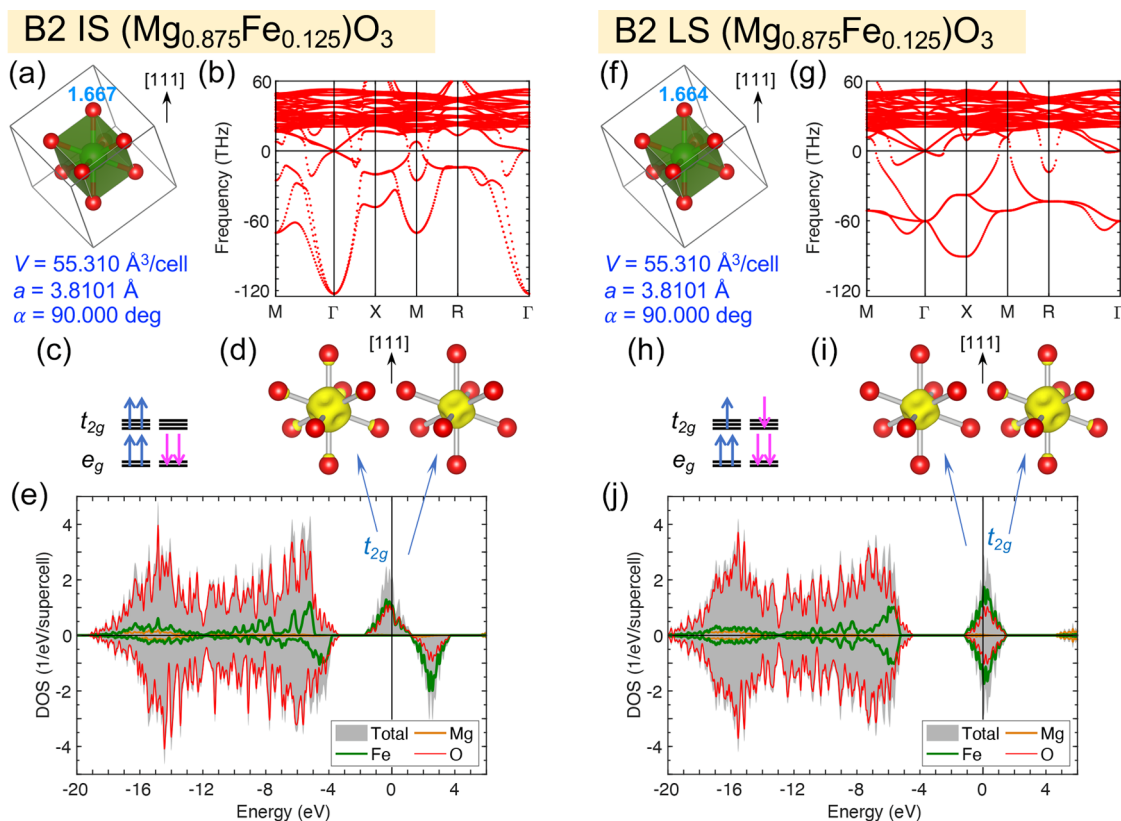 B2 IS (Mg0.875Fe0.125)O3
(a)
1.667
[111]
V = 55.310 Å3/cell
a = 3.8101 Å
α = 90.000 deg
(b)
Frequency (THz)
60
0
-60
-120
M Γ X M R Γ
(c)
t2g
eg
(d)
[111]
(e)
t2g
DOS (1/eV/supercell)
4
2
0
-2
-4
Total Mg
Fe O
-20 -16 -12 -8 -4 0 4
Energy (eV)
B2 LS (Mg0.875Fe0.125)O3
(f)
1.664
[111]
V = 55.310 Å3/cell
a = 3.8101 Å
α = 90.000 deg
(g)
Frequency (THz)
60
0
-60
-120
M Γ X M R Γ
(h)
t2g
eg
(i)
[111]
(j)
t2g
DOS (1/eV/supercell)
4
2
0
-2
-4
Total Mg
Fe O
-20 -16 -12 -8 -4 0 4
Energy (eV)